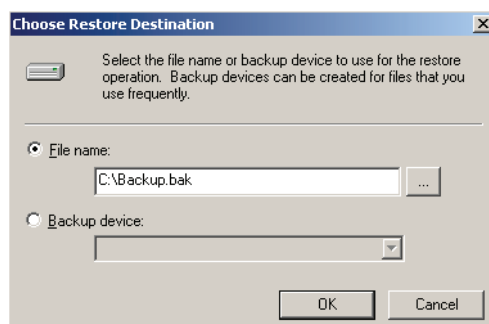 Choose Restore Destination
Select the file name or backup device to use for the restore
operation. Backup devices can be created for files that you
use frequently.
File name:
C:\Backup.bak
...
Backup device:
OK
Cancel